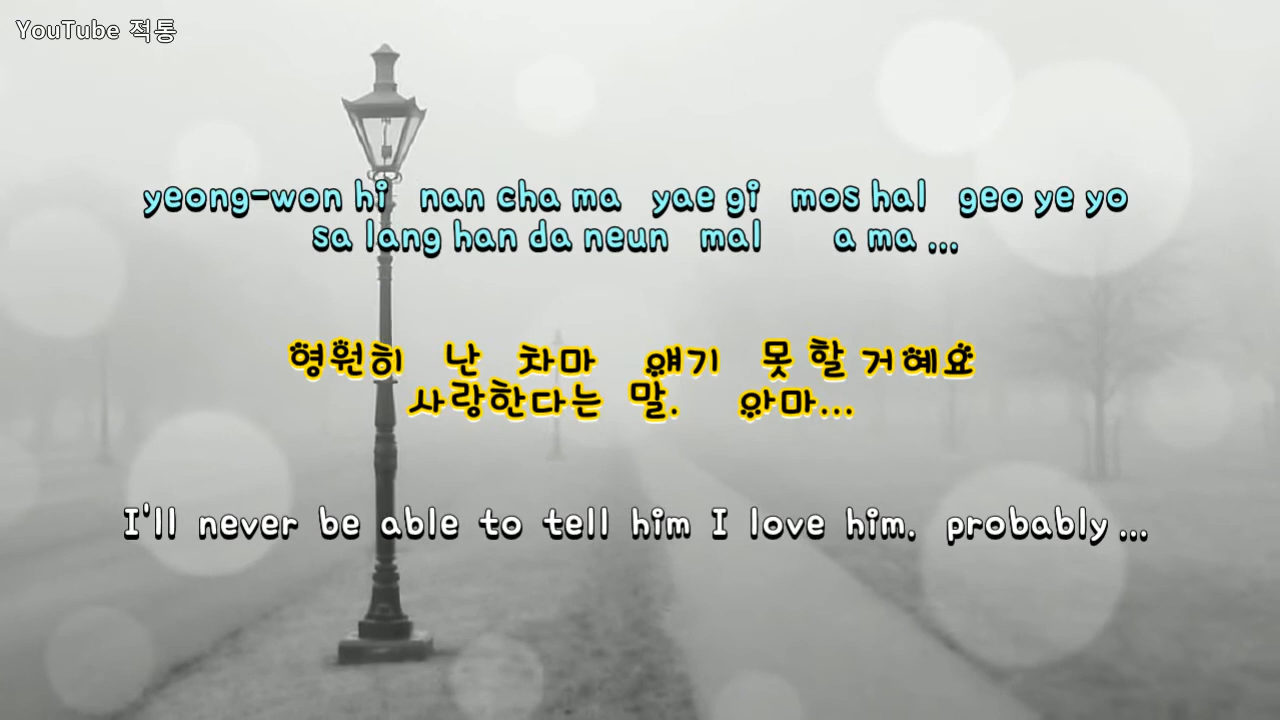 YouTube 적통
yeong-won hi nan cha ma yae gi mos hal geo ye yo
sa lang han da neun mal a ma ...
영원히 난 차마 얘기 못 할 거예요
사랑한다는 말. 아마...
I'll never be able to tell him I love him. probably ...